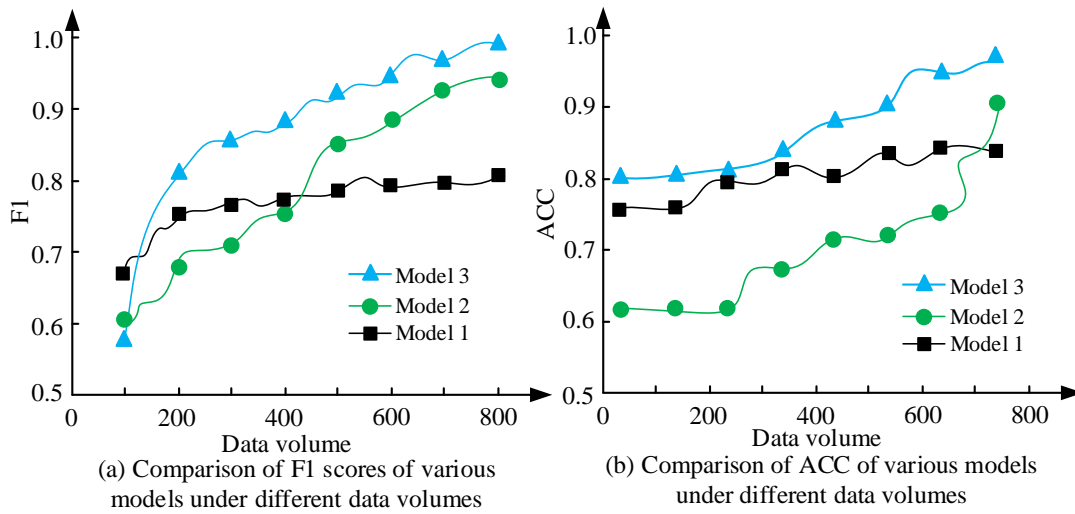 1.0
0.9
0.8
0.7
0.6
0.5
F1
Model 3
Model 2
Model 1
0
200
400
600
800
Data volume
(a) Comparison of F1 scores of various
models under different data volumes
1.0
0.9
0.8
0.7
0.6
0.5
ACC
Model 3
Model 2
Model 1
0
200
400
600
800
Data volume
(b) Comparison of ACC of various models
under different data volumes